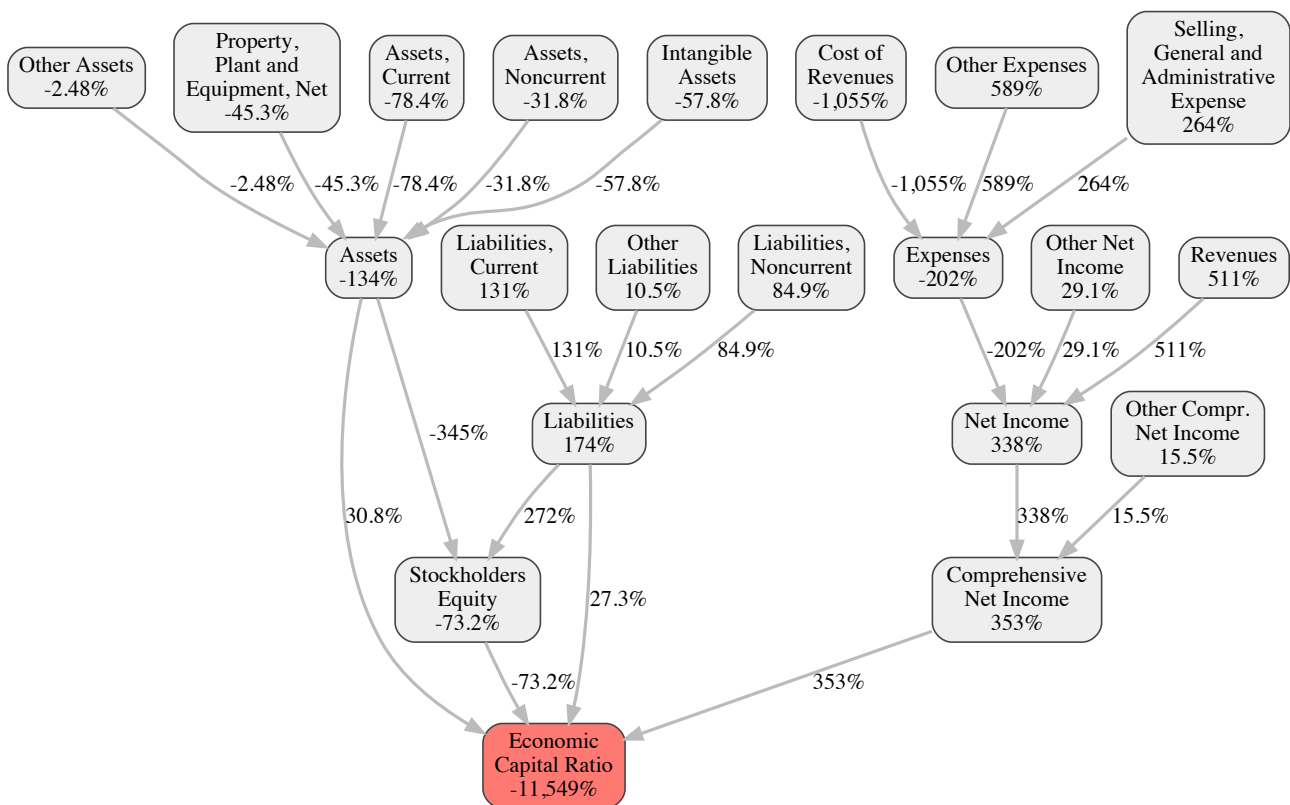 Other Assets
-2.48%
Property,
Plant and
Equipment, Net
-45.3%
Assets,
Current
-78.4%
Assets,
Noncurrent
-31.8%
Intangible
Assets
-57.8%
Cost of
Revenues
-1,055%
Other Expenses
589%
Selling,
General and
Administrative
Expense
264%
-2.48%
-45.3%
-78.4%
-31.8%
-57.8%
-1,055%
589%
264%
Assets
-134%
Liabilities,
Current
131%
Other
Liabilities
10.5%
Liabilities,
Noncurrent
84.9%
Expenses
-202%
Other Net
Income
29.1%
Revenues
511%
131%
10.5%
84.9%
-202%
29.1%
511%
-345%
Liabilities
174%
Net Income
338%
Other Compr.
Net Income
15.5%
30.8%
272%
338%
15.5%
Stockholders
Equity
-73.2%
27.3%
Comprehensive
Net Income
353%
-73.2%
353%
Economic
Capital Ratio
-11,549%